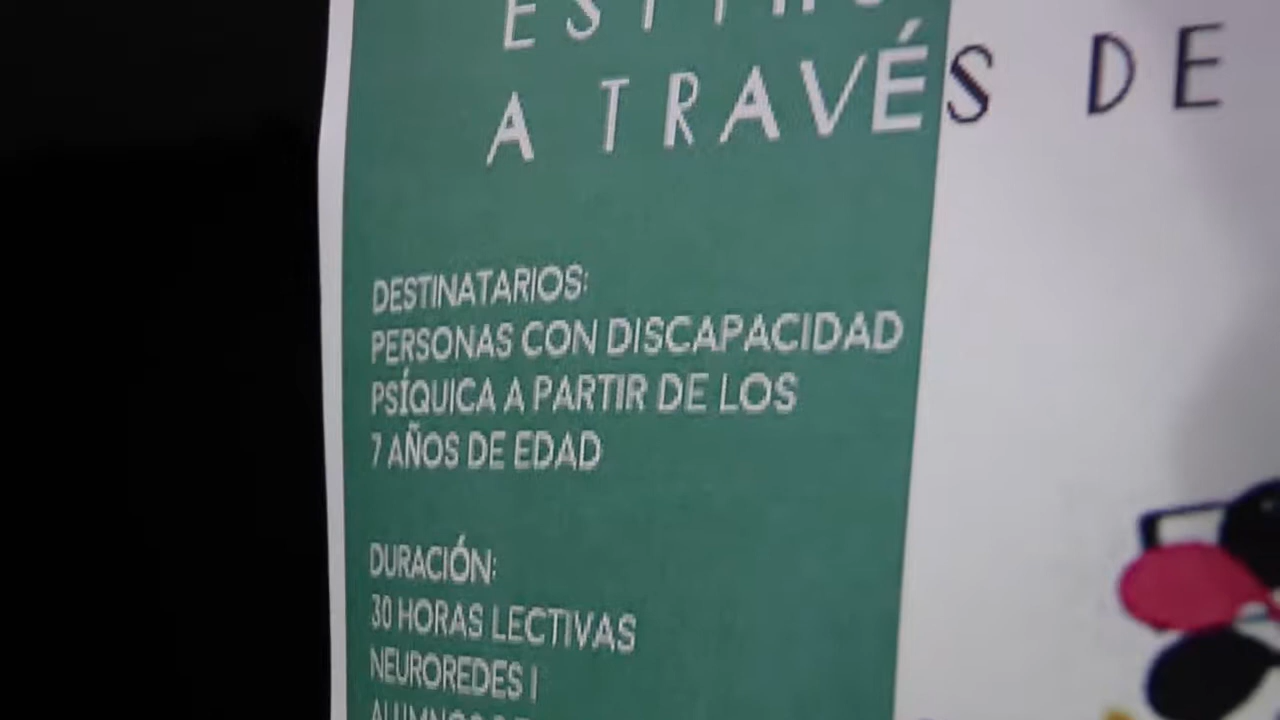 A TRAVÉS DE
DESTINATARIOS:
PERSONAS CON DISCAPACIDAD
PSÍQUICA A PARTIR DE LOS
7 AÑOS DE EDAD
DURACIÓN:
30 HORAS LECTIVAS
NEUROREDES I